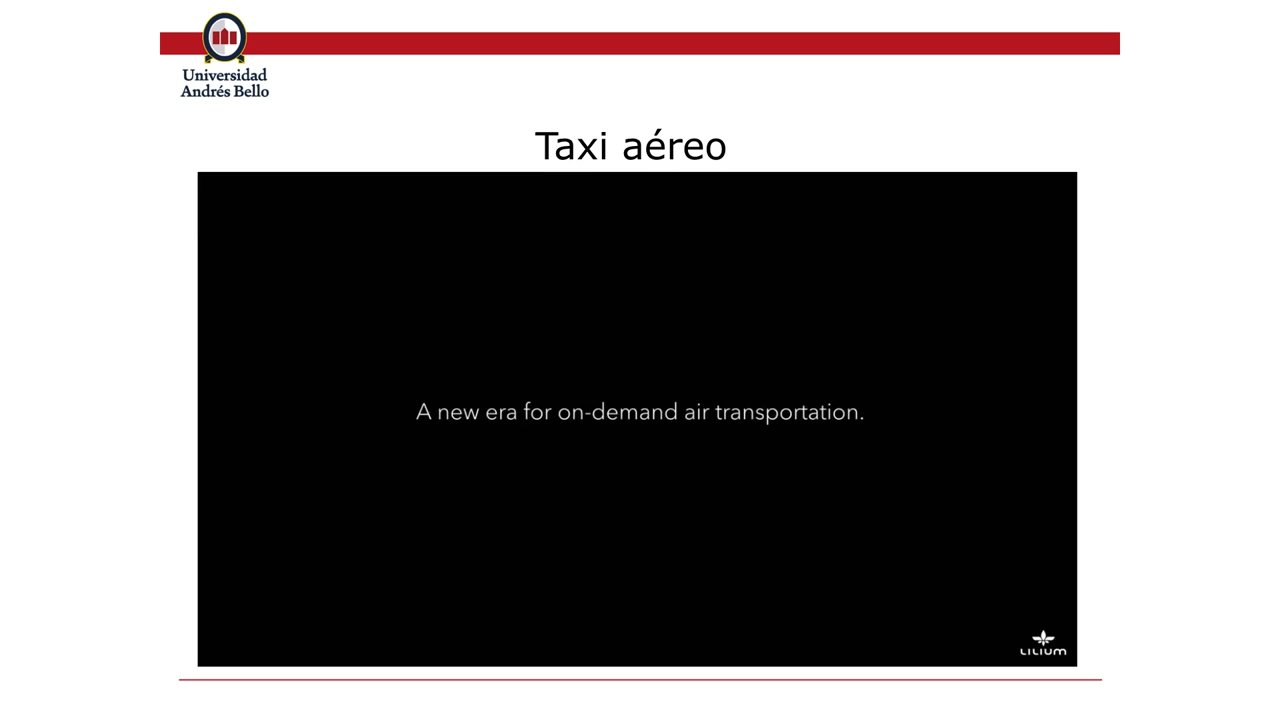 Universidad
Andrés Bello
Taxi aéreo
A new era for on-demand air transportation.
LILIUM